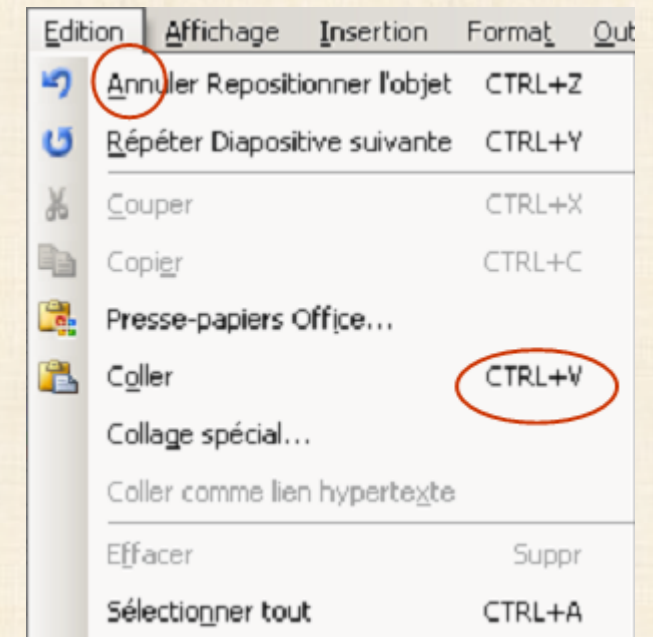 Edition Affichage Insertion Format Out
Annuler Repositionner l'objet CTRL+Z
Répéter Diapositive suivante CTRL+Y
Couper CTRL+X
Copier CTRL+C
Presse-papiers Office...
Coller CTRL+V
Collage spécial...
Coller comme lien hypertexte
Effacer Suppr
Sélectionner tout CTRL+A